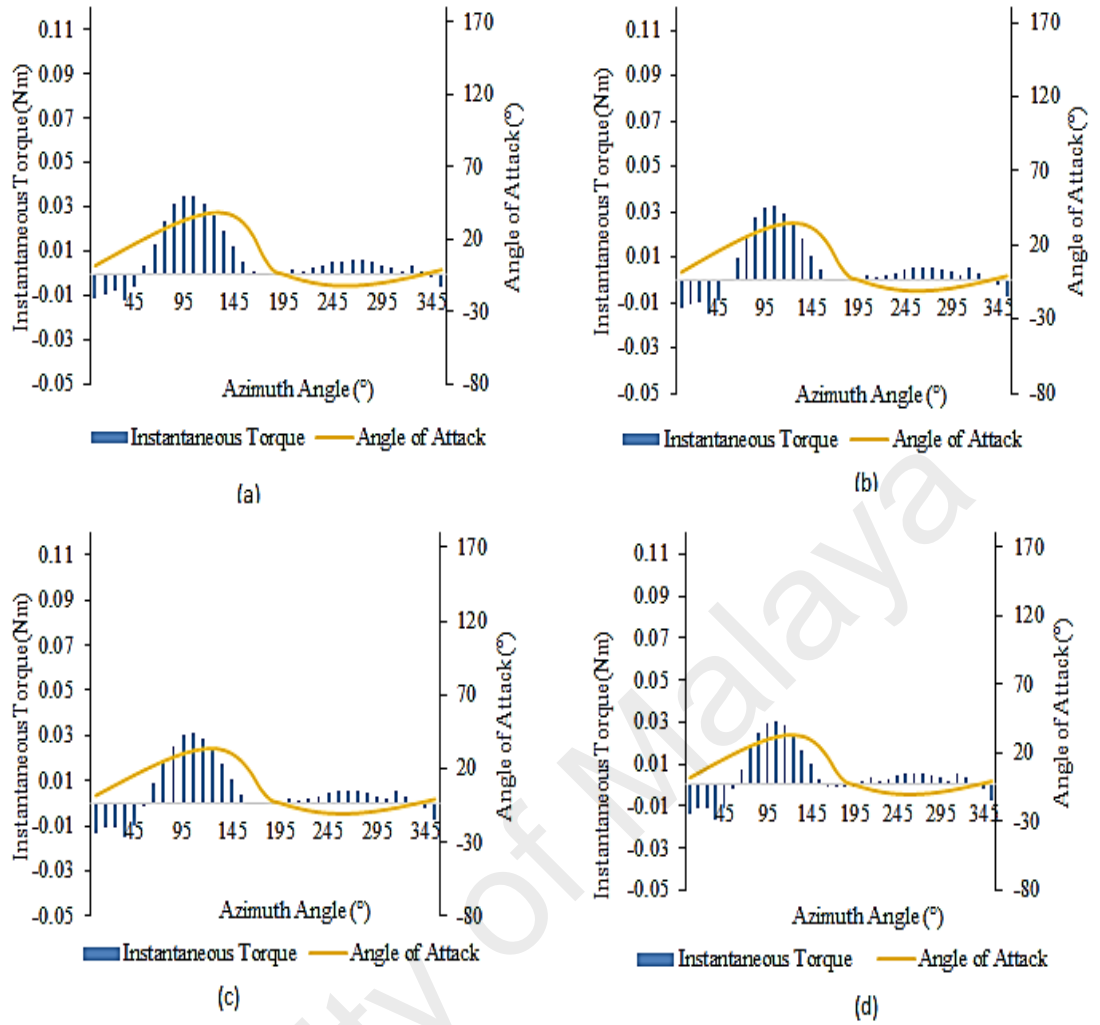 0.11
0.09
0.07
0.05
0.03
0.01
-0.01
-0.03
-0.05
Instantaneous Torque(Nm)
170
120
70
20
-30
-80
Angle of Attack(°)
45 95 145 195 245 295 345
Azimuth Angle (°)
Instantaneous Torque Angle of Attack
(a)
0.11
0.09
0.07
0.05
0.03
0.01
-0.01
-0.03
-0.05
Instantaneous Torque(Nm)
170
120
70
20
-30
-80
Angle of Attack(°)
45 95 145 195 245 295 345
Azimuth Angle (°)
Instantaneous Torque Angle of Attack
(b)
0.11
0.09
0.07
0.05
0.03
0.01
-0.01
-0.03
-0.05
Instantaneous Torque(Nm)
170
120
70
20
-30
-80
Angle of Attack(°)
45 95 145 195 245 295 345
Azimuth Angle (°)
Instantaneous Torque Angle of Attack
(c)
0.11
0.09
0.07
0.05
0.03
0.01
-0.01
-0.03
-0.05
Instantaneous Torque(Nm)
170
120
70
20
-30
-80
Angle of Attack(°)
45 95 145 195 245 295 345
Azimuth Angle (°)
Instantaneous Torque Angle of Attack
(d)
ity of Malaya